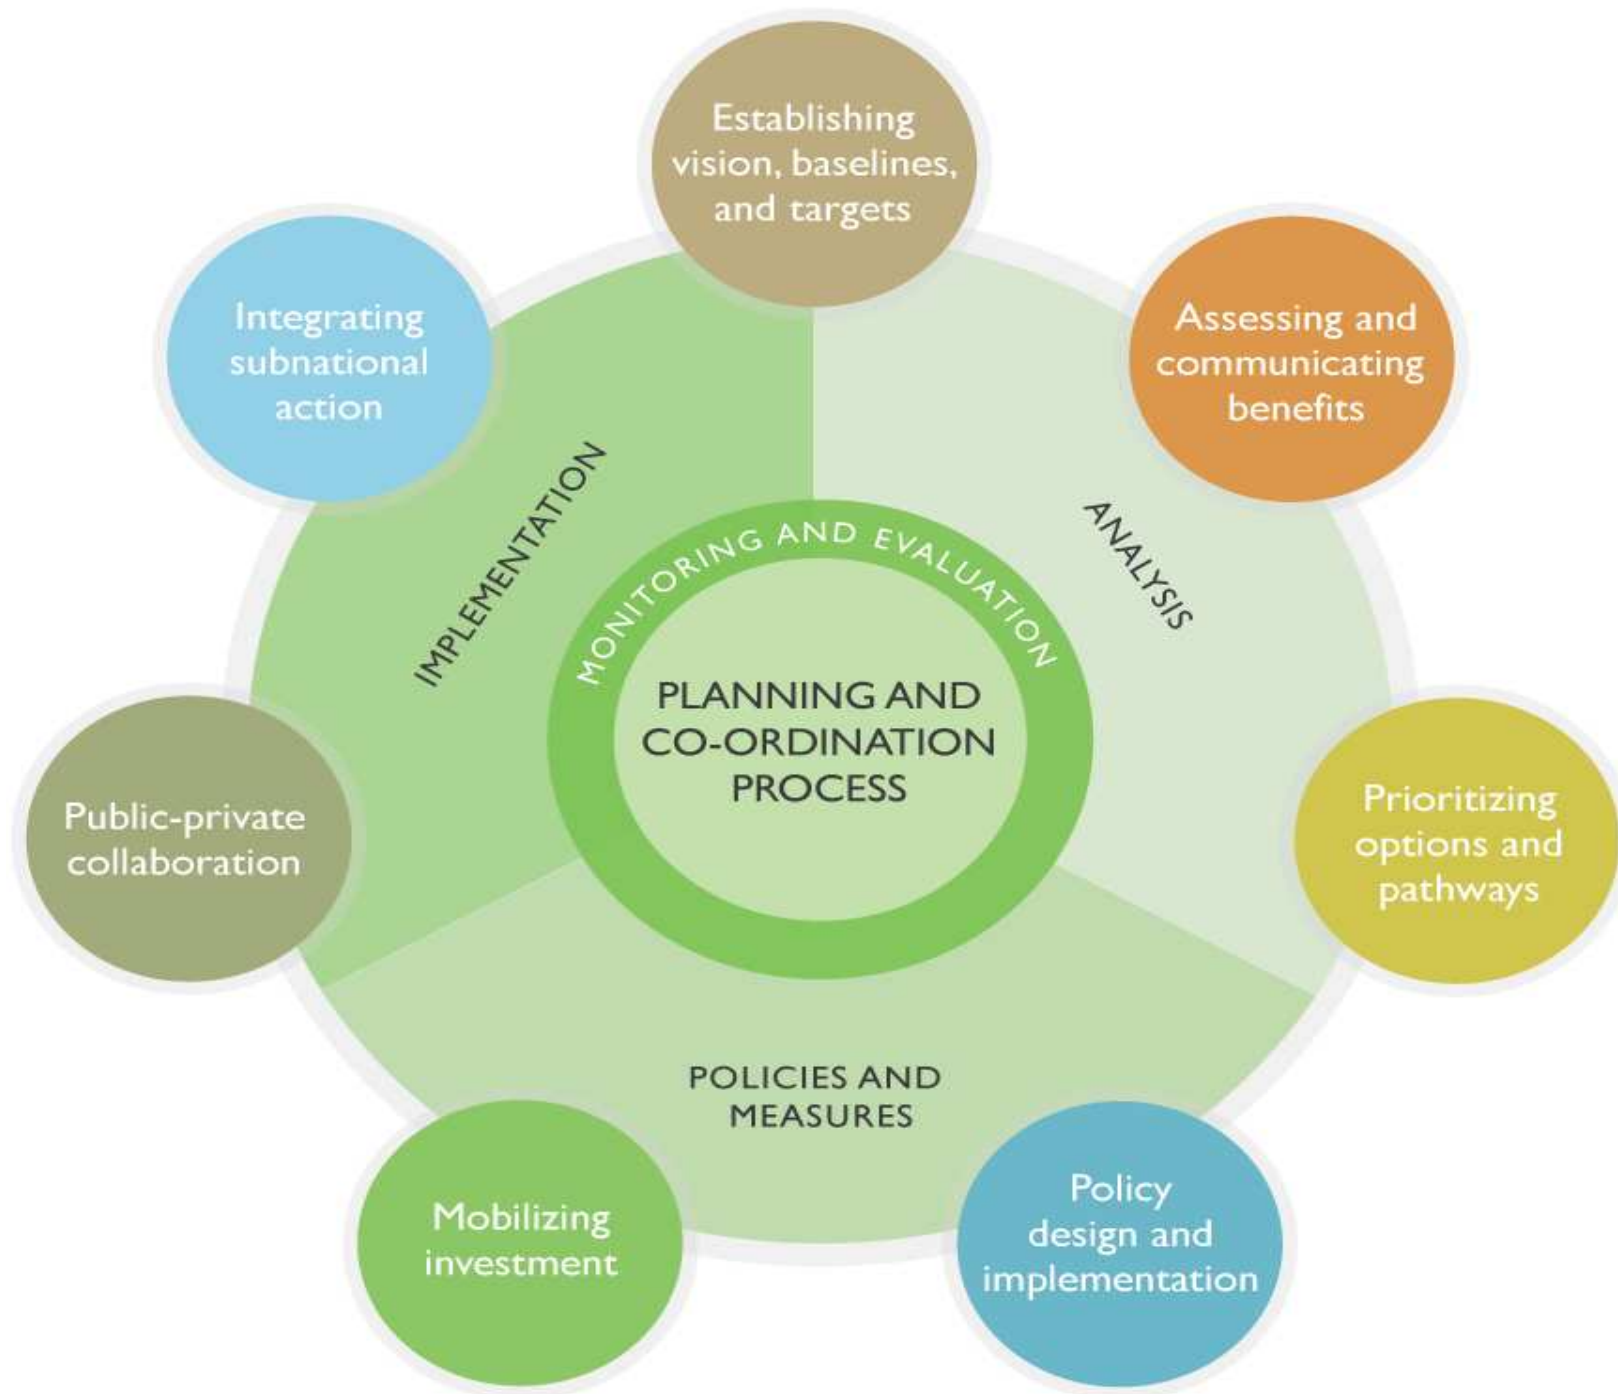 Establishing
vision, baselines,
and targets
Integrating
subnational
action
Assessing and
communicating
benefits
IMPLEMENTATION
ANALYSIS
MONITORING AND EVALUATION
PLANNING AND
CO-ORDINATION
PROCESS
Public-private
collaboration
Prioritizing
options and
pathways
POLICIES AND
MEASURES
Mobilizing
investment
Policy
design and
implementation